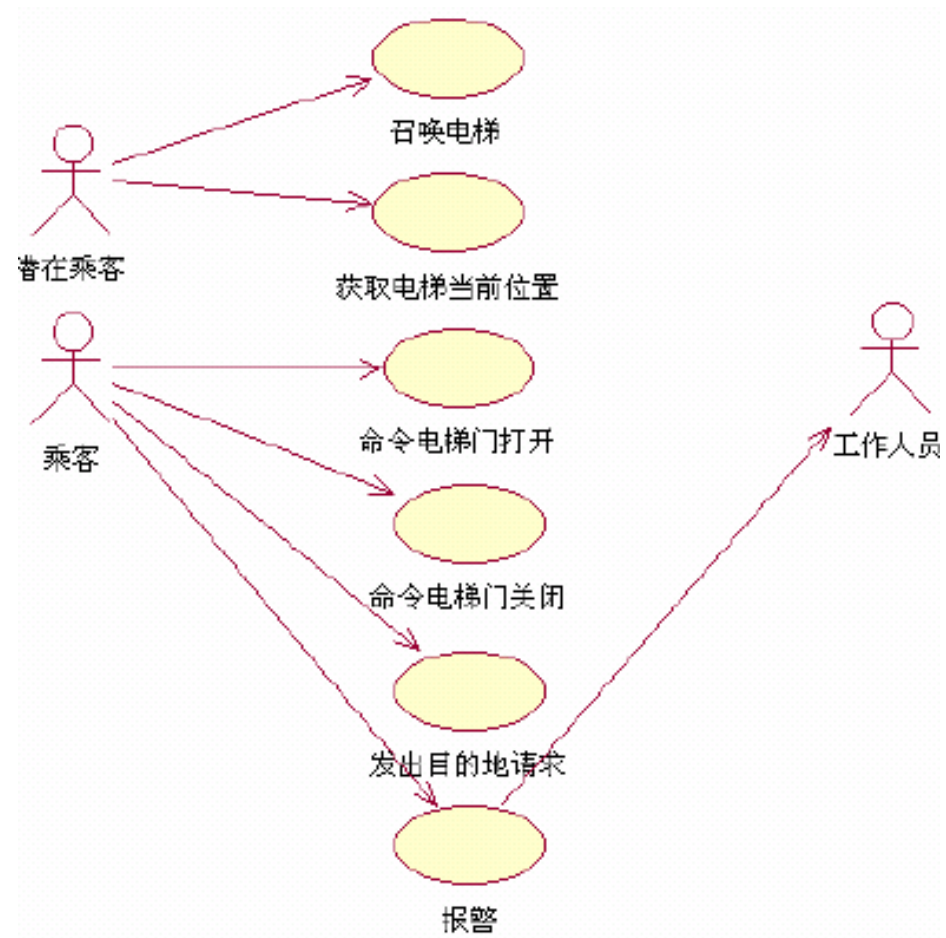 召唤电梯
潜在乘客
获取电梯当前位置
命令电梯门打开
工作人员
乘客
命令电梯门关闭
发出目的地请求
报警